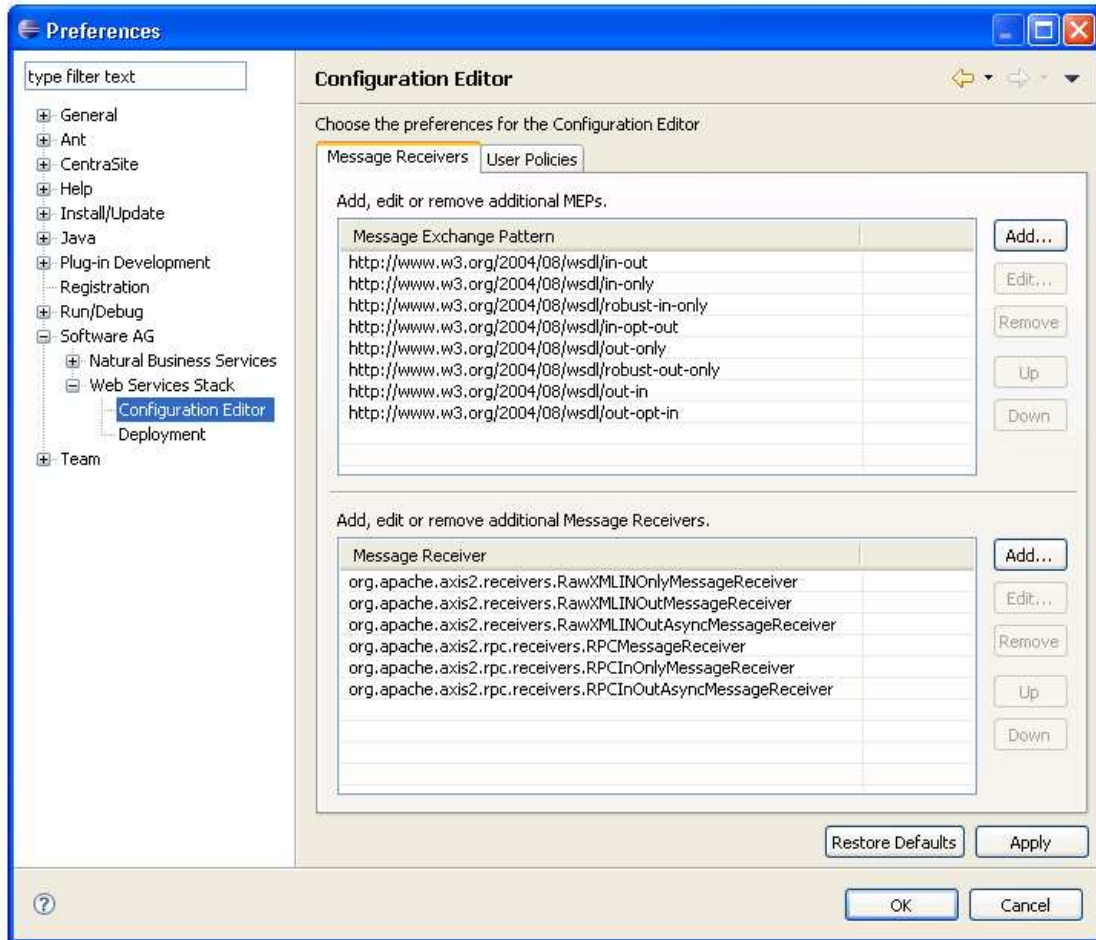 Preferences
type filter text
General
Ant
CentraSite
Help
Install/Update
Java
Plug-in Development
Registration
Run/Debug
Software AG
Natural Business Services
Web Services Stack
Configuration Editor
Deployment
Team
Configuration Editor
Choose the preferences for the Configuration Editor
Message Receivers User Policies
Add, edit or remove additional MEPs.
Message Exchange Pattern
http://www.w3.org/2004/08/wsdl/in-out
http://www.w3.org/2004/08/wsdl/in-only
http://www.w3.org/2004/08/wsdl/robust-in-only
http://www.w3.org/2004/08/wsdl/in-opt-out
http://www.w3.org/2004/08/wsdl/out-only
http://www.w3.org/2004/08/wsdl/robust-out-only
http://www.w3.org/2004/08/wsdl/out-in
http://www.w3.org/2004/08/wsdl/out-opt-in
Add...
Edit...
Remove
Up
Down
Add, edit or remove additional Message Receivers.
Message Receiver
org.apache.axis2.receivers.RawXMLINOnlyMessageReceiver
org.apache.axis2.receivers.RawXMLINOutMessageReceiver
org.apache.axis2.receivers.RawXMLINOutAsyncMessageReceiver
org.apache.axis2.rpc.receivers.RPCMessageReceiver
org.apache.axis2.rpc.receivers.RPCInOnlyMessageReceiver
org.apache.axis2.rpc.receivers.RPCInOutAsyncMessageReceiver
Add...
Edit...
Remove
Up
Down
Restore Defaults Apply
? OK Cancel